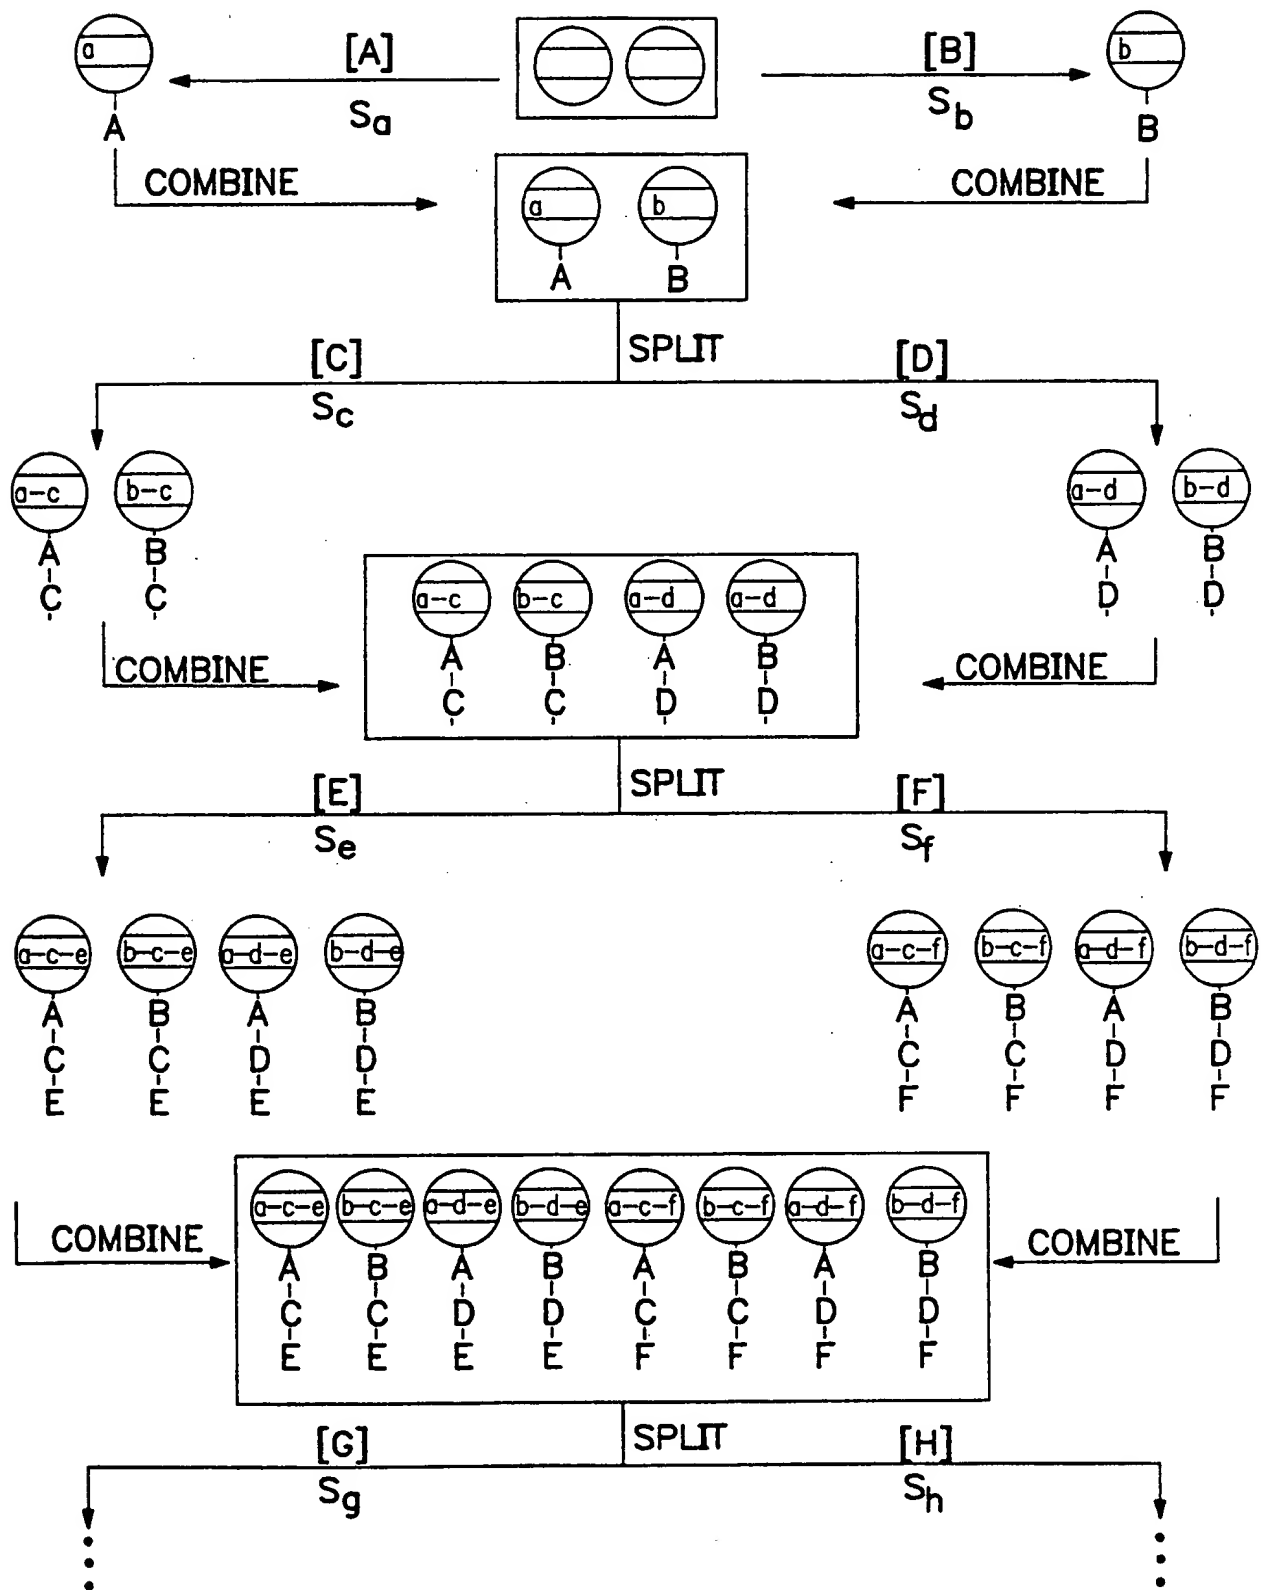 a [A] [B] b
Sa Sb
A B
COMBINE COMBINE
a b
A B
SPLIT
[C] [D]
Sc Sd
a-c b-c a-d b-d
A B A B
C C D D
a-c b-c a-d a-d
A B A B
C C D D
COMBINE COMBINE
SPLIT
[E] [F]
Se Sf
a-c-e b-c-e a-d-e b-d-e a-c-f b-c-f a-d-f b-d-f
A B A B A B A B
C C D D C C D D
E E E E F F F F
a-c-e b-c-e a-d-e b-d-e a-c-f b-c-f a-d-f b-d-f
COMBINE COMBINE
A B A B A B A B
C C D D C C D D
E E E E F F F F
SPLIT
[G] [H]
Sg Sh